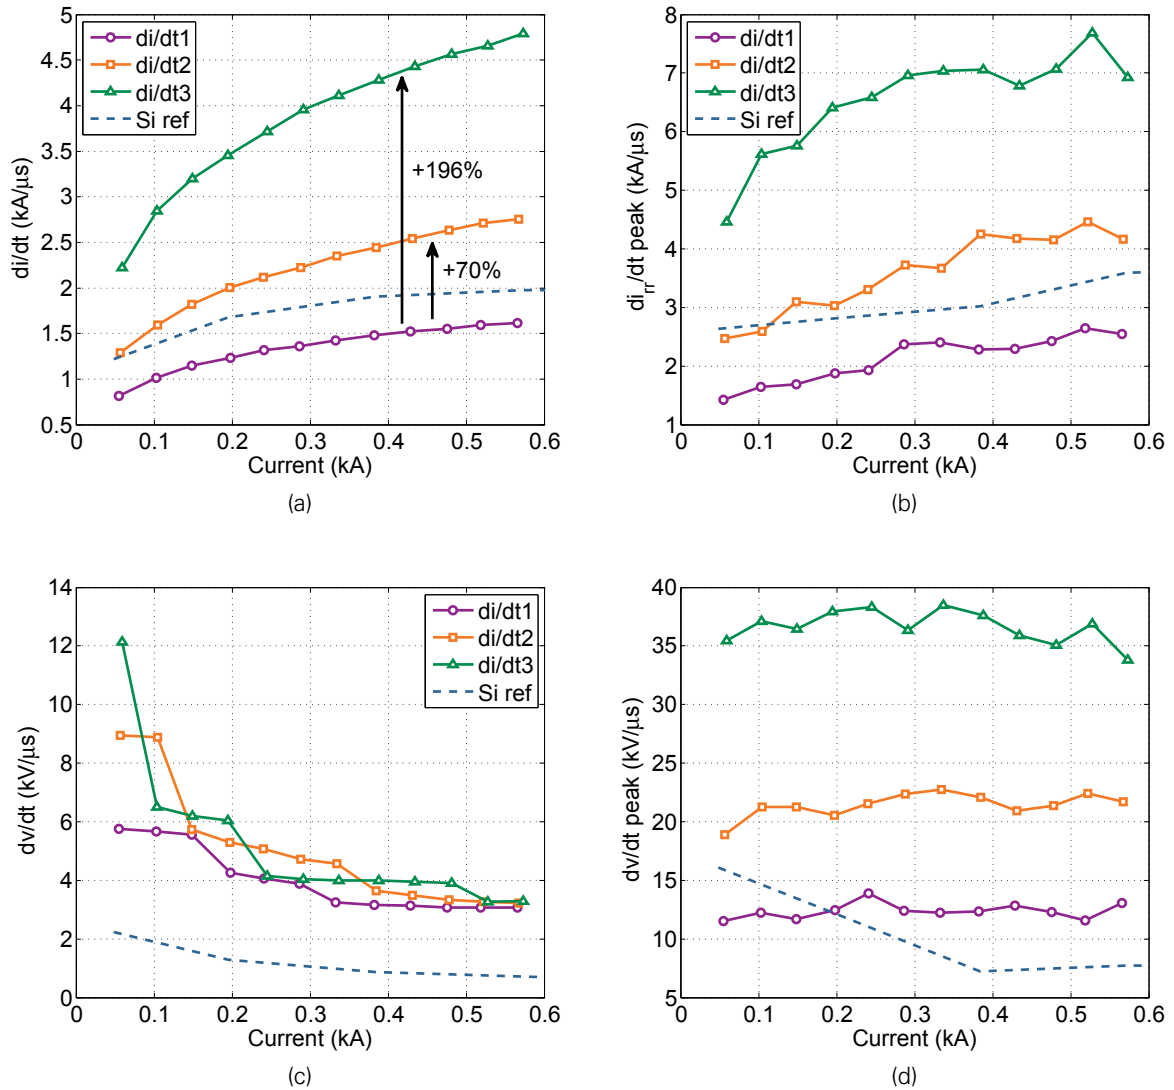 5
4.5
4
3.5
3
2.5
2
1.5
1
0.5
0
0.1
0.2
0.3
0.4
0.5
0.6
di/dt (kA/μs)
Current (kA)
di/dt1
di/dt2
di/dt3
Si ref
+196%
+70%
(a)
8
7
6
5
4
3
2
1
0
0.1
0.2
0.3
0.4
0.5
0.6
di_rr/dt peak (kA/μs)
Current (kA)
di/dt1
di/dt2
di/dt3
Si ref
(b)
14
12
10
8
6
4
2
0
0
0.1
0.2
0.3
0.4
0.5
0.6
dv/dt (kV/μs)
Current (kA)
di/dt1
di/dt2
di/dt3
Si ref
(c)
40
35
30
25
20
15
10
5
0
0.1
0.2
0.3
0.4
0.5
0.6
dv/dt peak (kV/μs)
Current (kA)
(d)